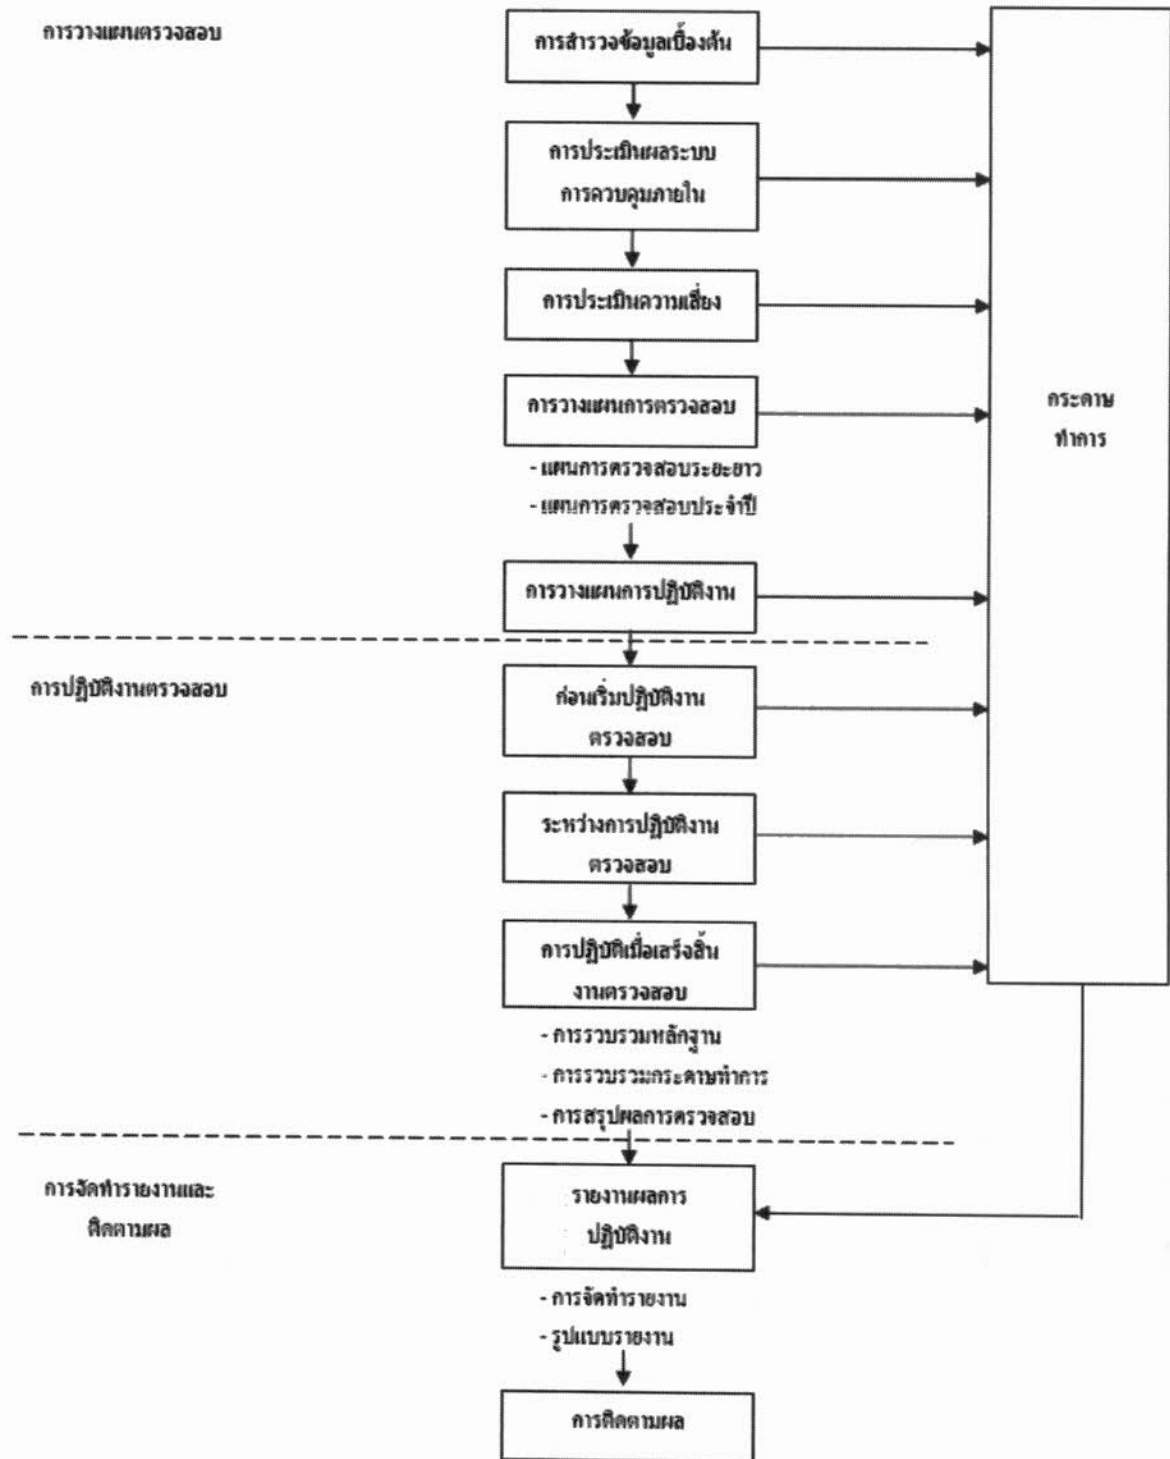 การวางแผนตรวจสอบ
การสำรวจข้อมูลเบื้องต้น
การประเมินผลระบบ
การควบคุมภายใน
การประเมินความเสี่ยง
การวางแผนการตรวจสอบ
- แผนการตรวจสอบระยะยาว
- แผนการตรวจสอบประจำปี
การวางแผนการปฏิบัติงาน
กระดาษ
ทำการ
การปฏิบัติงานตรวจสอบ
ก่อนเริ่มปฏิบัติงาน
ตรวจสอบ
ระหว่างการปฏิบัติงาน
ตรวจสอบ
การปฏิบัติเมื่อเสร็จสิ้น
งานตรวจสอบ
- การรวบรวมหลักฐาน
- การรวบรวมกระดาษทำการ
- การสรุปผลการตรวจสอบ
การจัดทำรายงานและ
ติดตามผล
รายงานผลการ
ปฏิบัติงาน
- การจัดทำรายงาน
- รูปแบบรายงาน
การติดตามผล